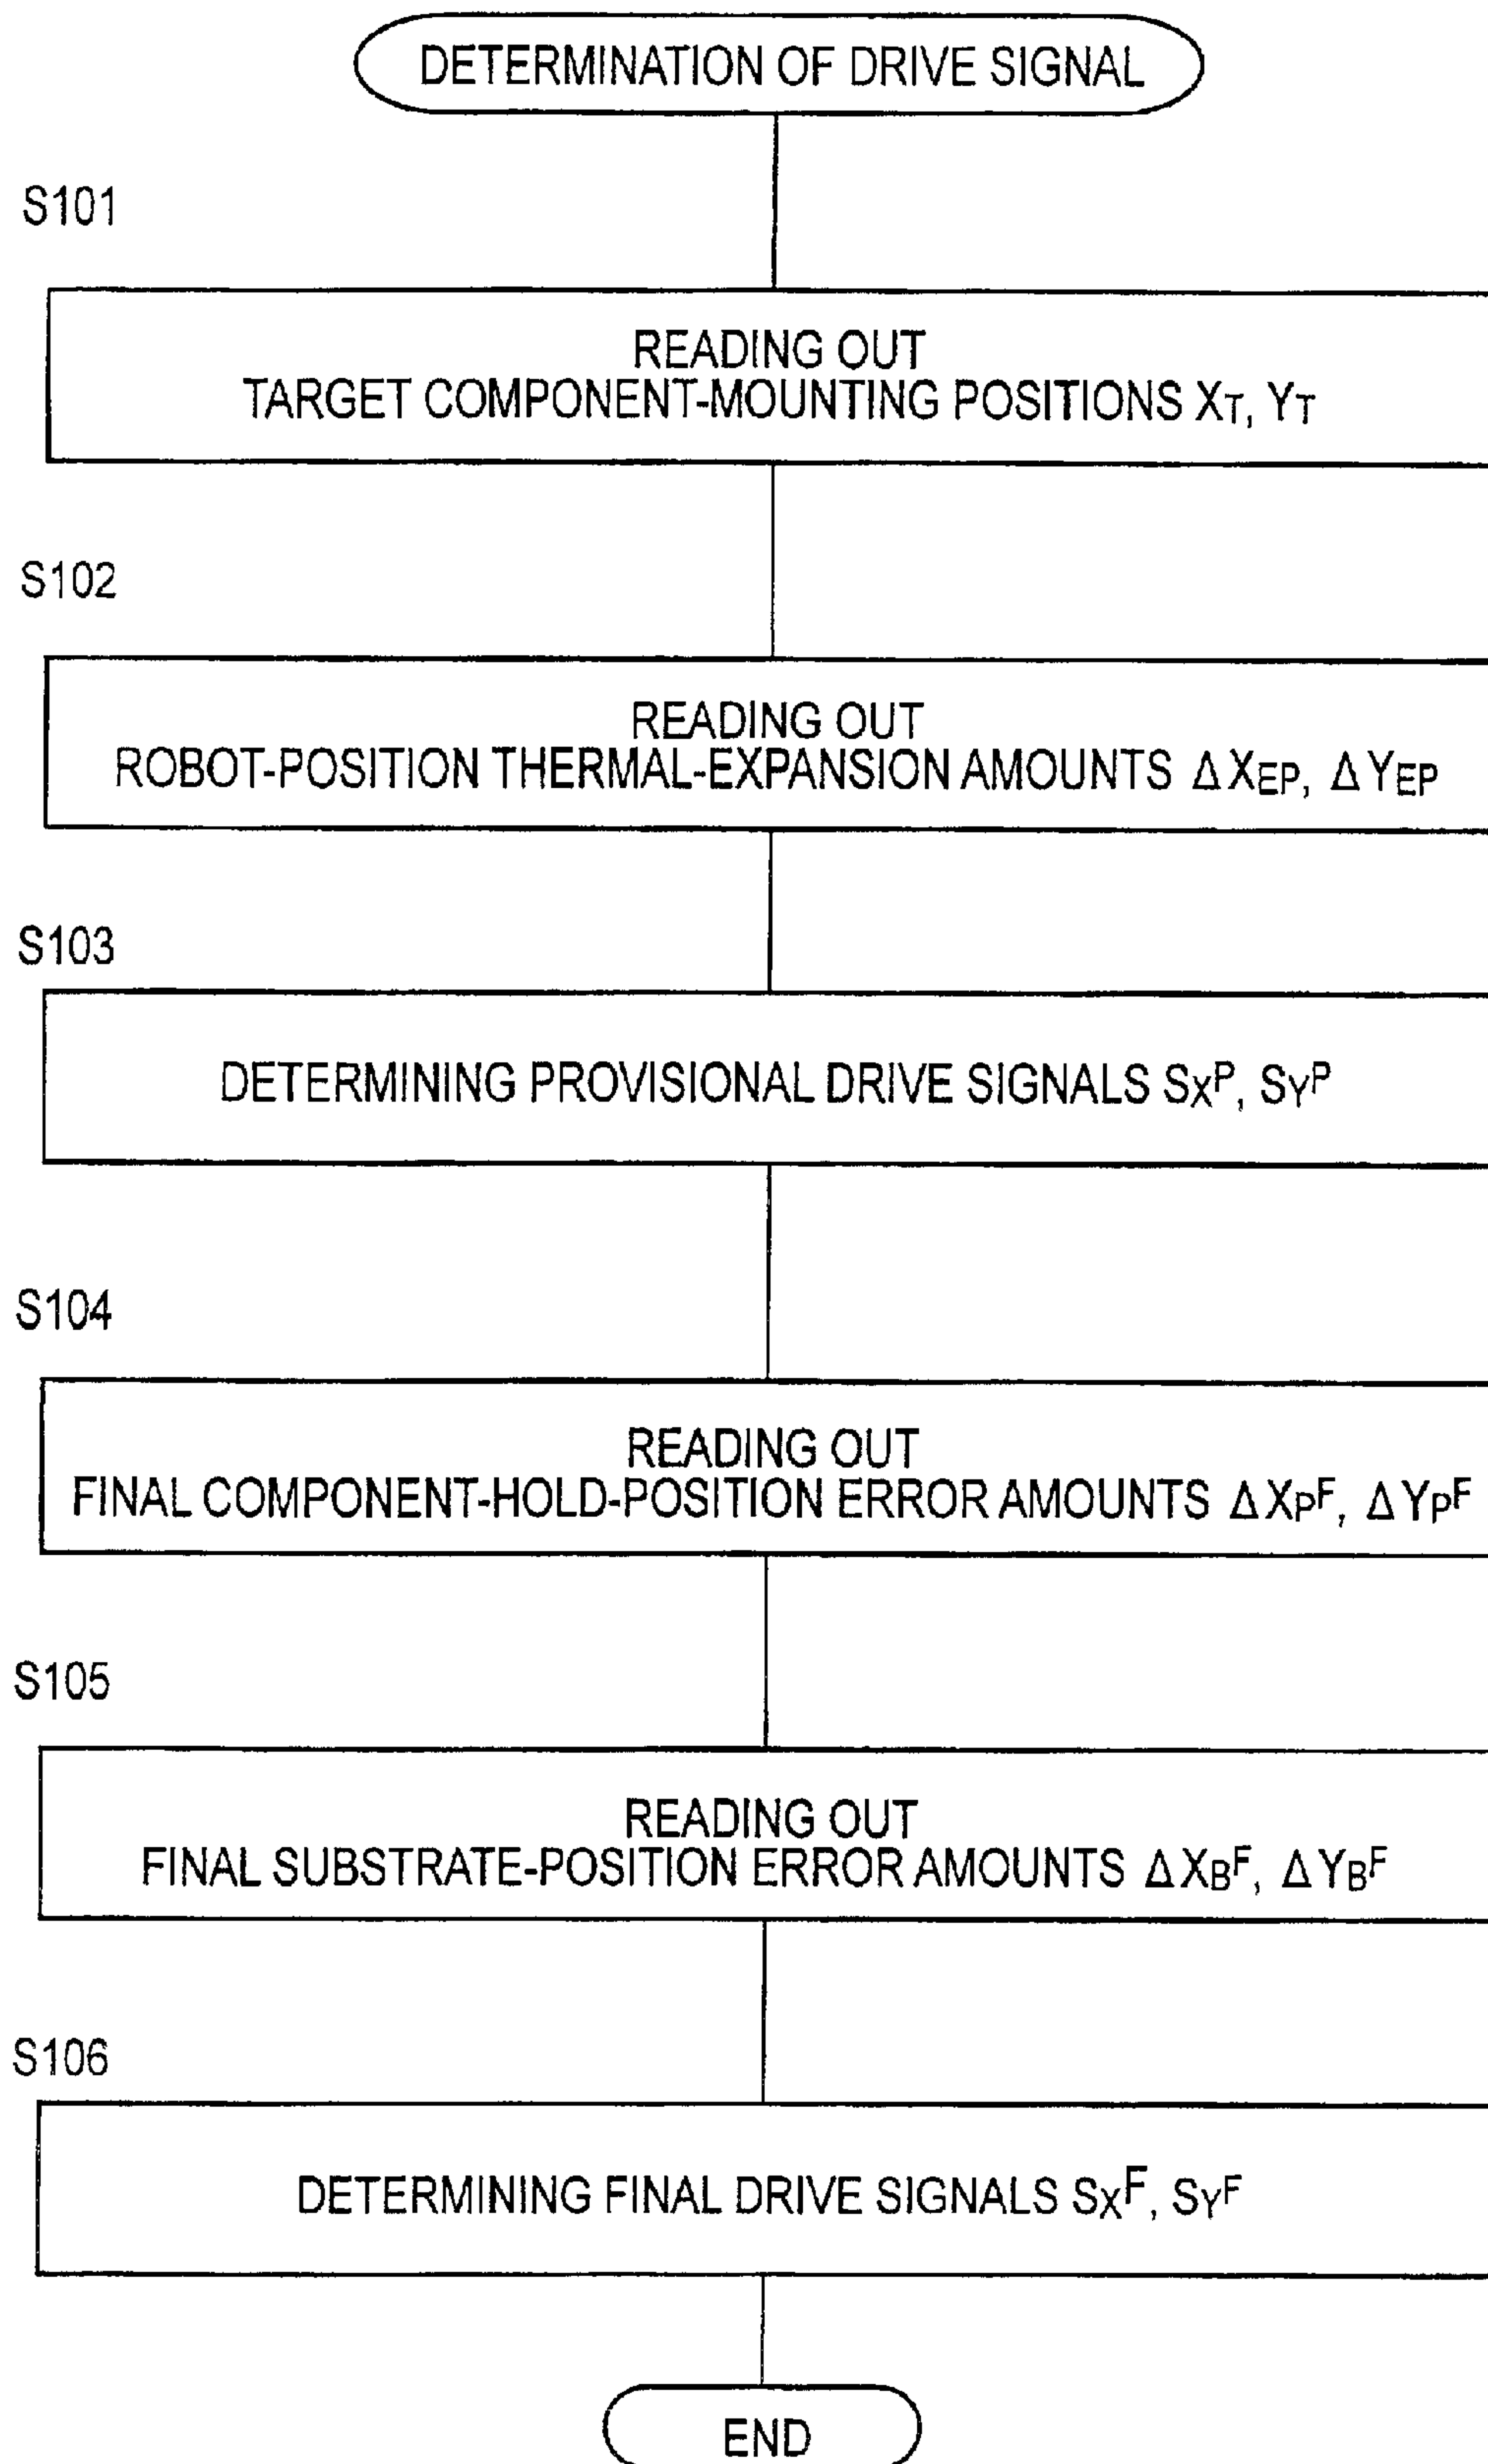 DETERMINATION OF DRIVE SIGNAL
S101
READING OUT
TARGET COMPONENT-MOUNTING POSITIONS XT, YT
S102
READING OUT
ROBOT-POSITION THERMAL-EXPANSION AMOUNTS ΔXEP, ΔYEP
S103
DETERMINING PROVISIONAL DRIVE SIGNALS SXP, SYP
S104
READING OUT
FINAL COMPONENT-HOLD-POSITION ERROR AMOUNTS ΔXPF, ΔYPF
S105
READING OUT
FINAL SUBSTRATE-POSITION ERROR AMOUNTS ΔXBF, ΔYBF
S106
DETERMINING FINAL DRIVE SIGNALS SXF, SYF
END